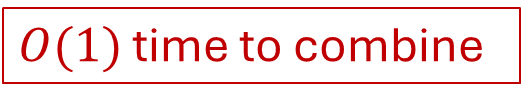 O(1) time to combine